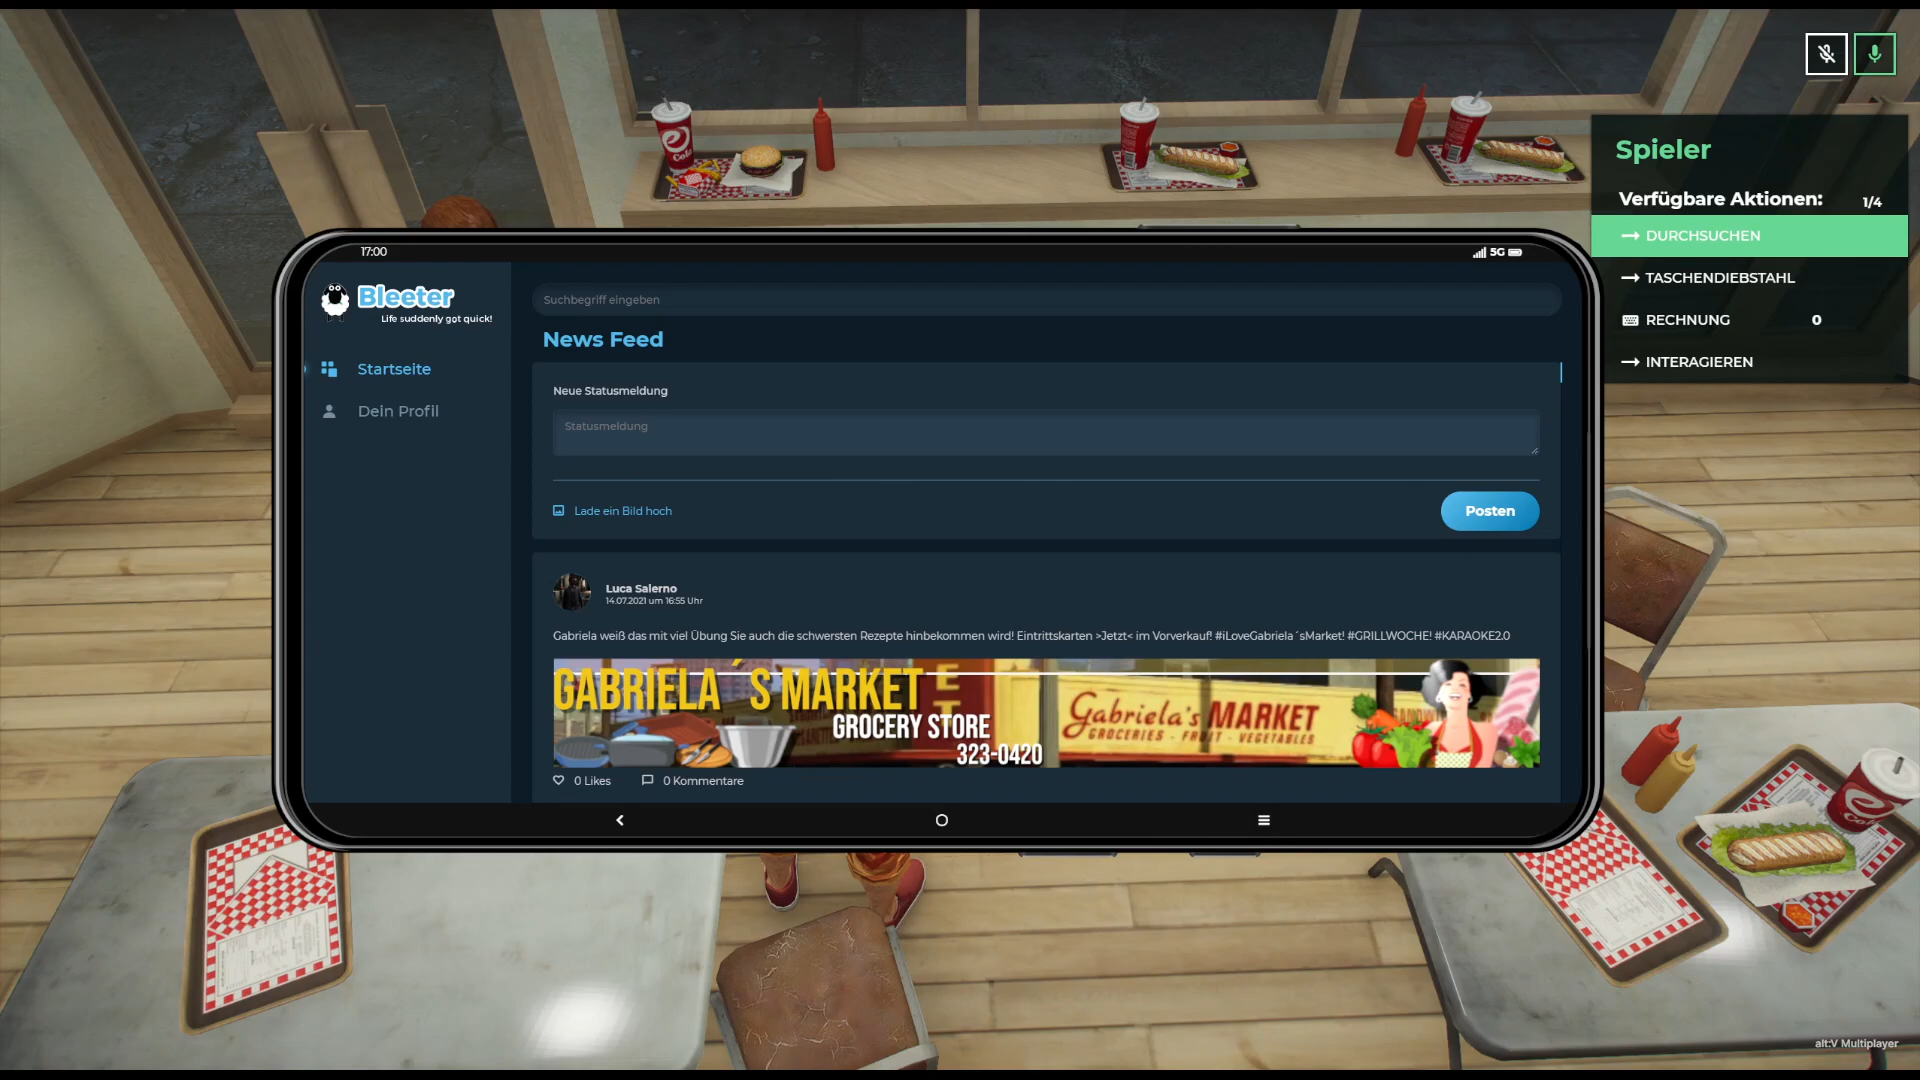 17:00
5G
Bleeter
Life suddenly got quick!
Startseite
Dein Profil
Suchbegriff eingeben
News Feed
Neue Statusmeldung
Statusmeldung
Lade ein Bild hoch
Posten
Luca Salerno
14.07.2021 um 16:55 Uhr
Gabriela weiß das mit viel Übung Sie auch die schwersten Rezepte hinbekommen wird! Eintrittskarten >Jetzt< im Vorverkauf! #iLoveGabriela´sMarket! #GRILLWOCHE! #KARAOKE2.0
GABRIELA´S MARKET
GROCERY STORE
323-0420
Gabriela's MARKET
GROCERIES - FRUIT - VEGETABLES
0 Likes
0 Kommentare
Spieler
Verfügbare Aktionen: 1/4
DURCHSUCHEN
TASCHENDIEBSTAHL
RECHNUNG 0
INTERAGIEREN
alt:V Multiplayer